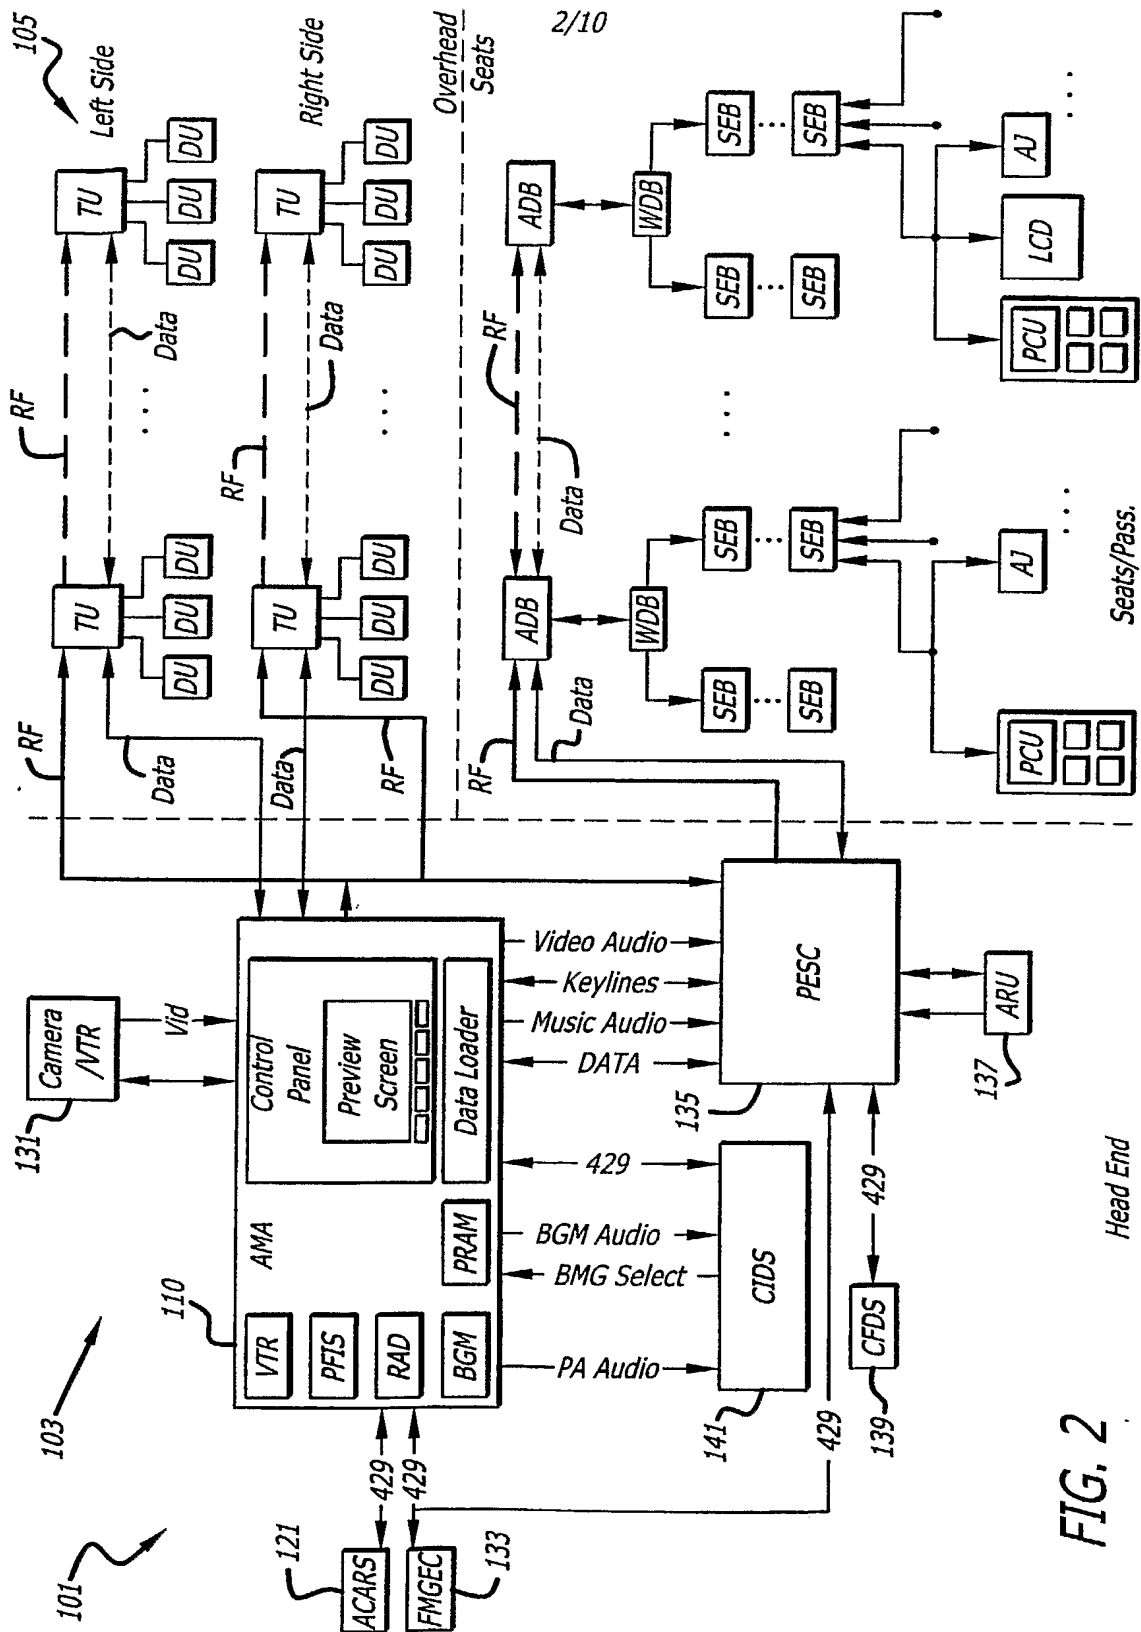 2/10
101
103
105
Left Side
Right Side
Overhead
Seats
RF
RF
TU
TU
Data
Data
DU
DU
DU
DU
DU
DU
RF
TU
TU
Data
Data
RF
DU
DU
DU
DU
DU
DU
RF
RF
ADB
ADB
Data
Data
WDB
WDB
SEB
SEB
SEB
SEB
SEB
SEB
SEB
SEB
PCU
AJ
PCU
LCD
AJ
Seats/Pass.
131
Camera
/VTR
Vid
110
AMA
VTR
PFIS
RAD
BGM
PRAM
Control
Panel
Preview
Screen
Data Loader
121
ACARS
429
FMGEC
133
429
PA Audio
BMG Select
BGM Audio
429
DATA
Music Audio
Keylines
Video Audio
CIDS
141
PESC
135
429
CFDS
139
429
ARU
137
Head End
FIG. 2